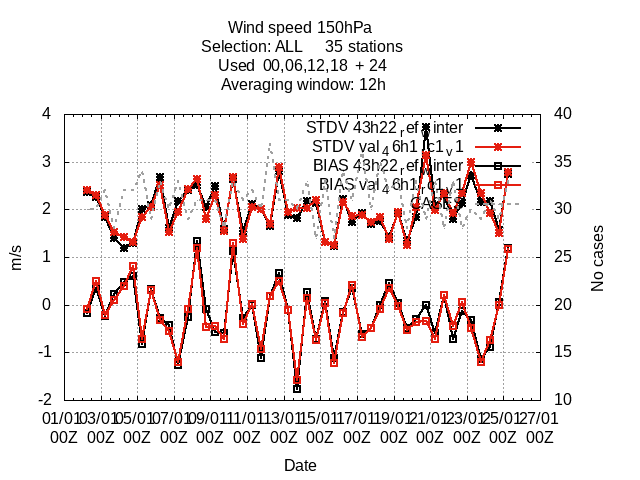 Wind speed 150hPa
Selection: ALL 35 stations
Used 00,06,12,18 + 24
Averaging window: 12h
4 40
STDV 43h22_ref_winter
STDV val_46h1_rc1_v1
3 35
BIAS 43h22_ref_winter
BIAS val_46h1_rc1_v1
CASES
2 30
1 25
0 20
-1 15
-2 10
m/s
No cases
01/01 03/01 05/01 07/01 09/01 11/01 13/01 15/01 17/01 19/01 21/01 23/01 25/01 27/01
00Z 00Z 00Z 00Z 00Z 00Z 00Z 00Z 00Z 00Z 00Z 00Z 00Z 00Z
Date